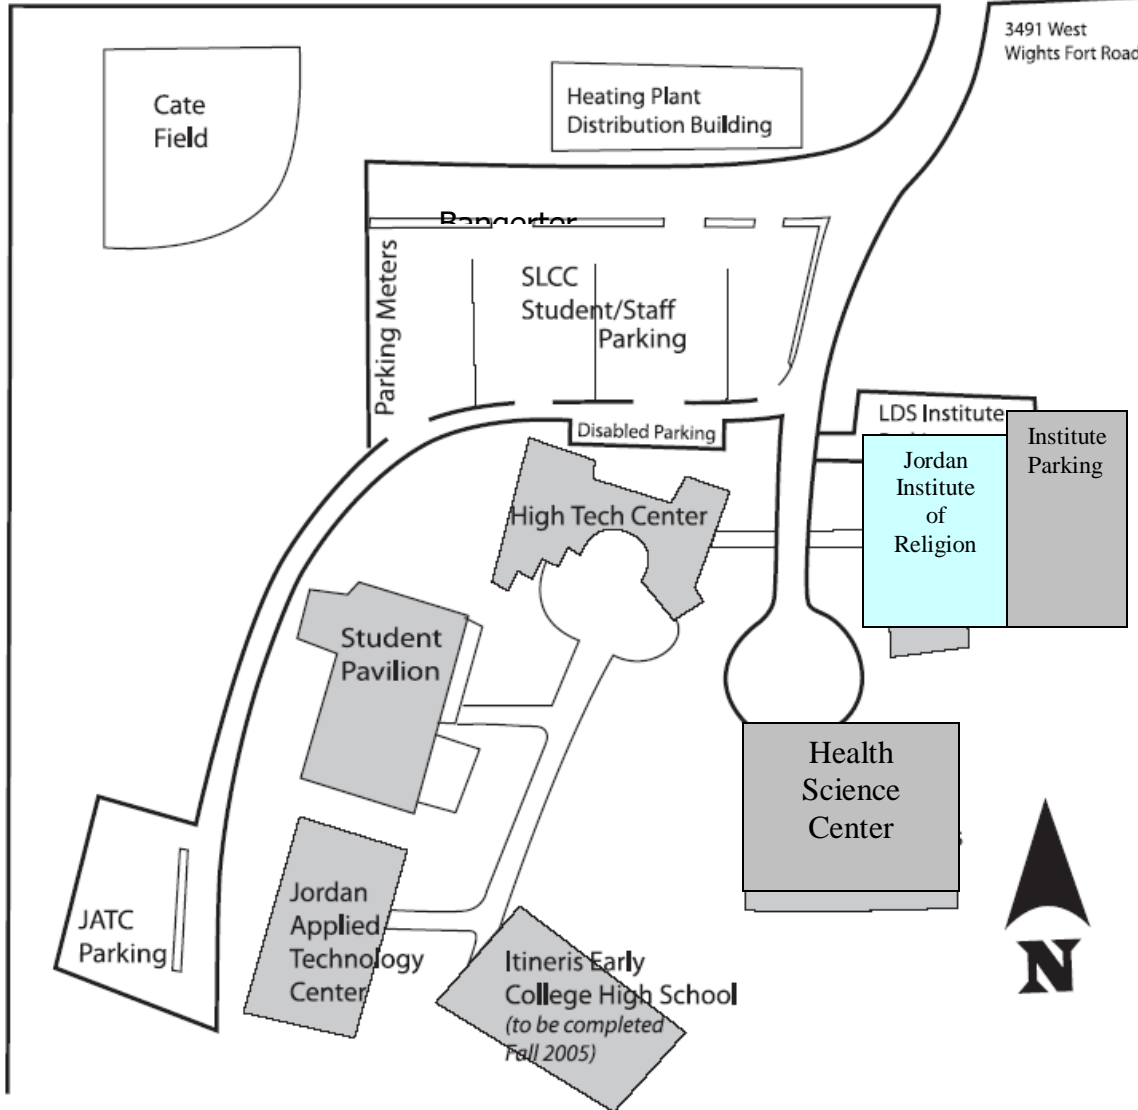 3491 West
Wights Fort Road
Cate
Field
Heating Plant
Distribution Building
Parking Meters
SLCC
Student/Staff
Parking
Disabled Parking
LDS Institute
Institute
Parking
Jordan
Institute
of
Religion
High Tech Center
Student
Pavilion
Health
Science
Center
JATC
Parking
Jordan
Applied
Technology
Center
Itineris Early
College High School
(to be completed
Fall 2005)
N